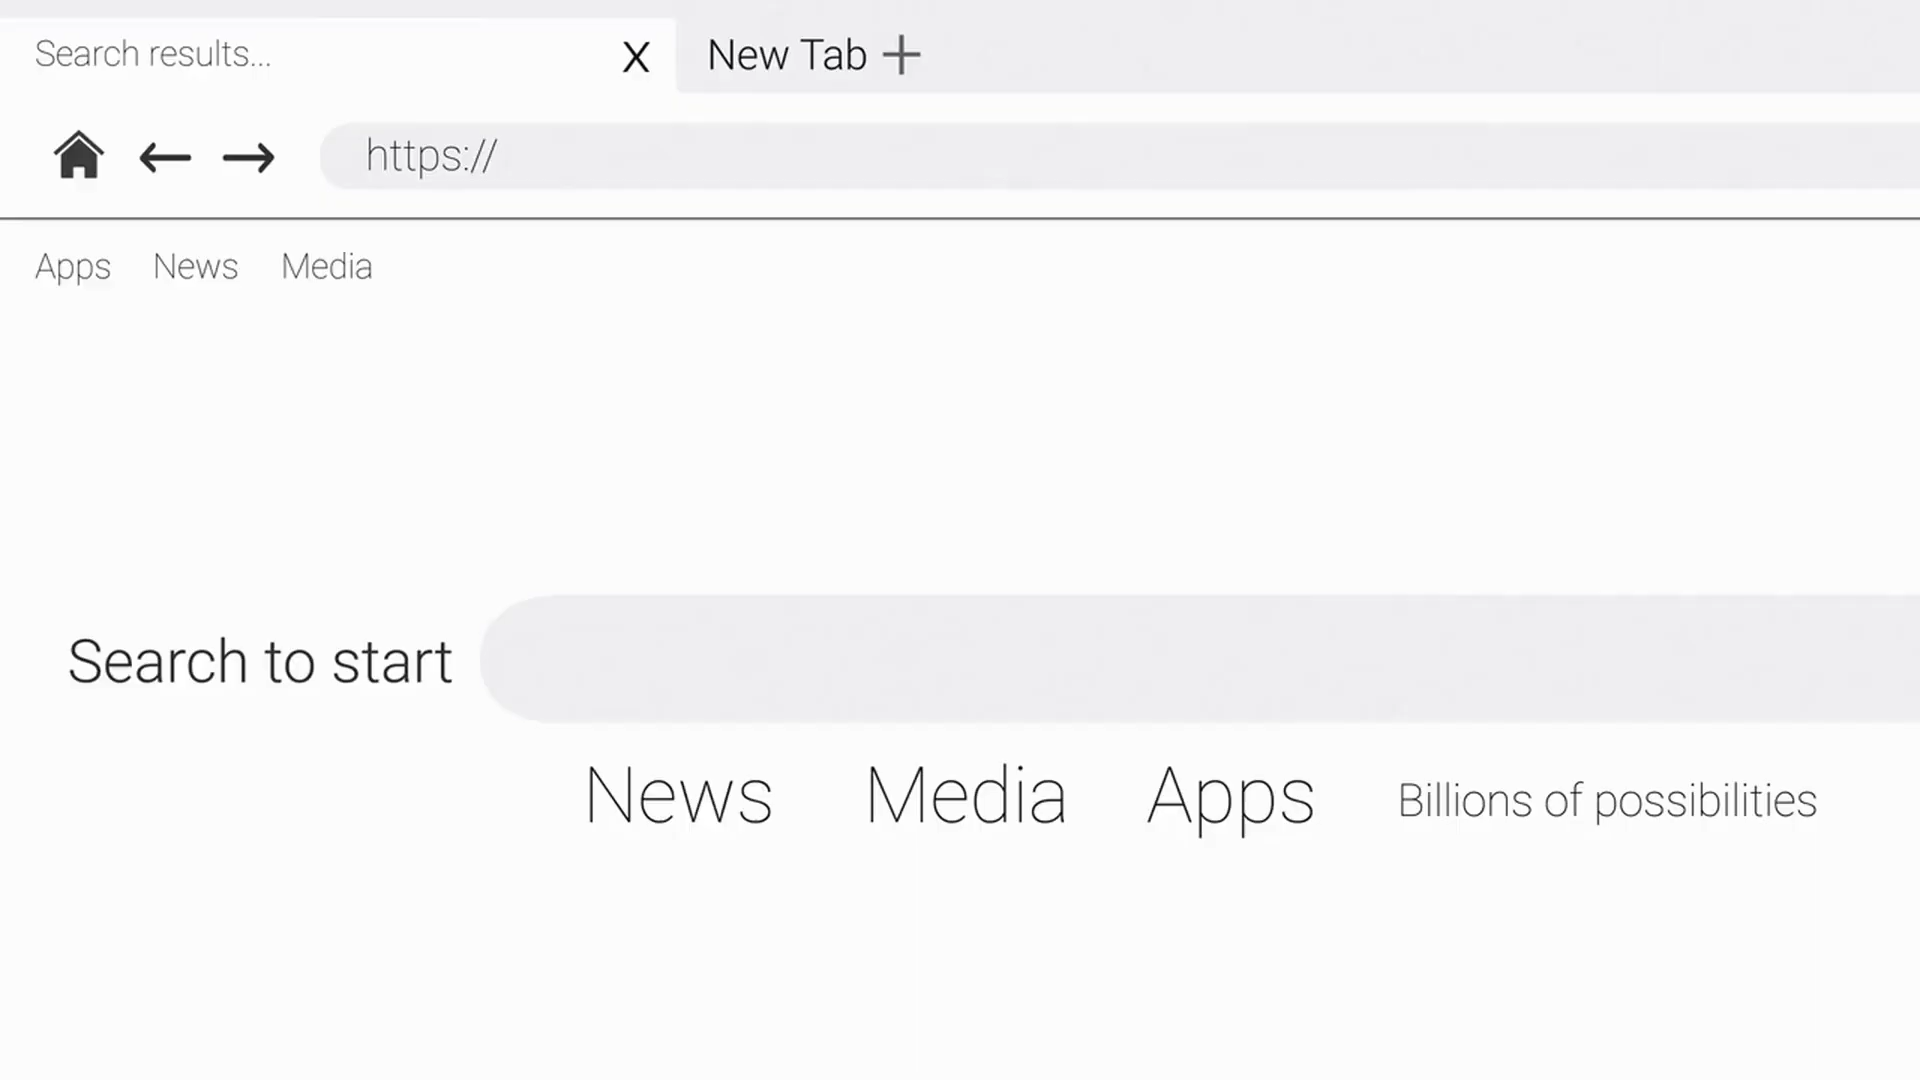 Search results... X New Tab +
https://
Apps News Media
Search to start
News Media Apps Billions of possibilities